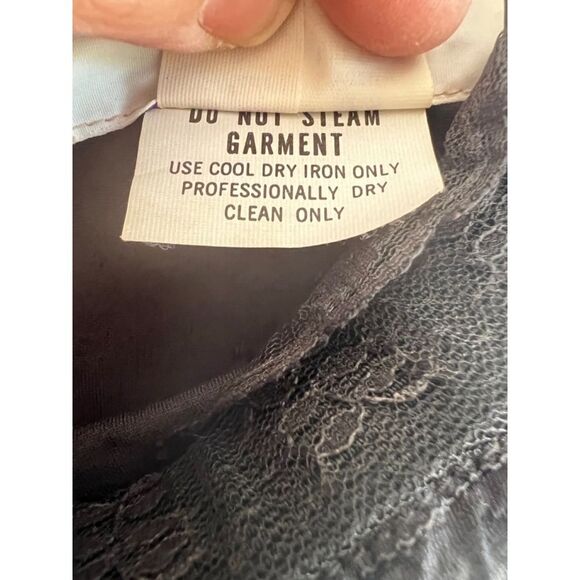 DO NOT STEAM
GARMENT
USE COOL DRY IRON ONLY
PROFESSIONALLY DRY
CLEAN ONLY